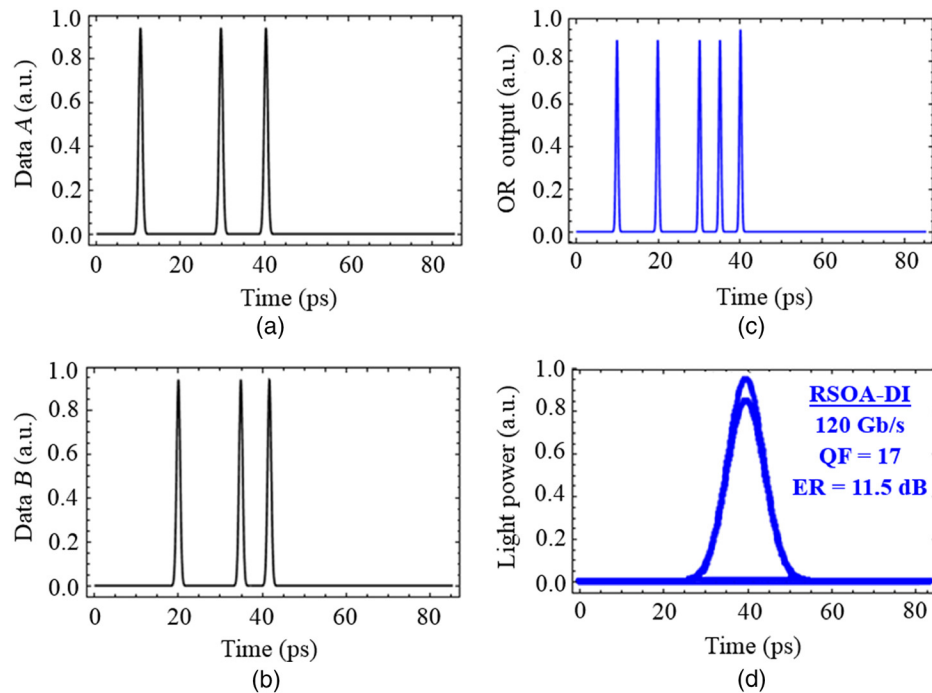 1.0
0.8
0.6
0.4
0.2
0.0
Data A (a.u.)
0 20 40 60 80
Time (ps)
(a)
1.0
0.8
0.6
0.4
0.2
0.0
OR output (a.u.)
0 20 40 60 80
Time (ps)
(c)
1.0
0.8
0.6
0.4
0.2
0.0
Data B (a.u.)
0 20 40 60 80
Time (ps)
(b)
1.0
0.8
0.6
0.4
0.2
0.0
Light power (a.u.)
RSOA-DI
120 Gb/s
QF = 17
ER = 11.5 dB
0 20 40 60 80
Time (ps)
(d)